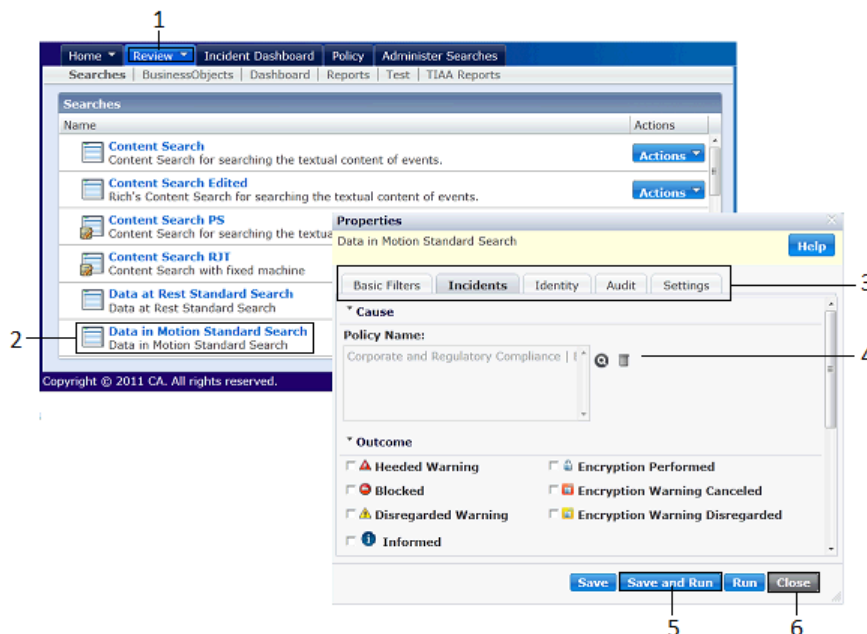 1
Home Review Incident Dashboard Policy Administer Searches
Searches | BusinessObjects | Dashboard | Reports | Test | TIAA Reports
Searches
Name Actions
Content Search
Content Search for searching the textual content of events.
Actions
Content Search Edited
Rich's Content Search for searching the textual content of events.
Actions
Content Search PS
Content Search for searching the textua
Content Search RJT
Content Search with fixed machine
Data at Rest Standard Search
Data at Rest Standard Search
2
Data in Motion Standard Search
Data in Motion Standard Search
Copyright © 2011 CA. All rights reserved.
Properties
Data in Motion Standard Search
Help
Basic Filters Incidents Identity Audit Settings
3
Cause
Policy Name:
Corporate and Regulatory Compliance |
4
Outcome
Heeded Warning Encryption Performed
Blocked Encryption Warning Canceled
Disregarded Warning Encryption Warning Disregarded
Informed
Save Save and Run Run Close
5 6